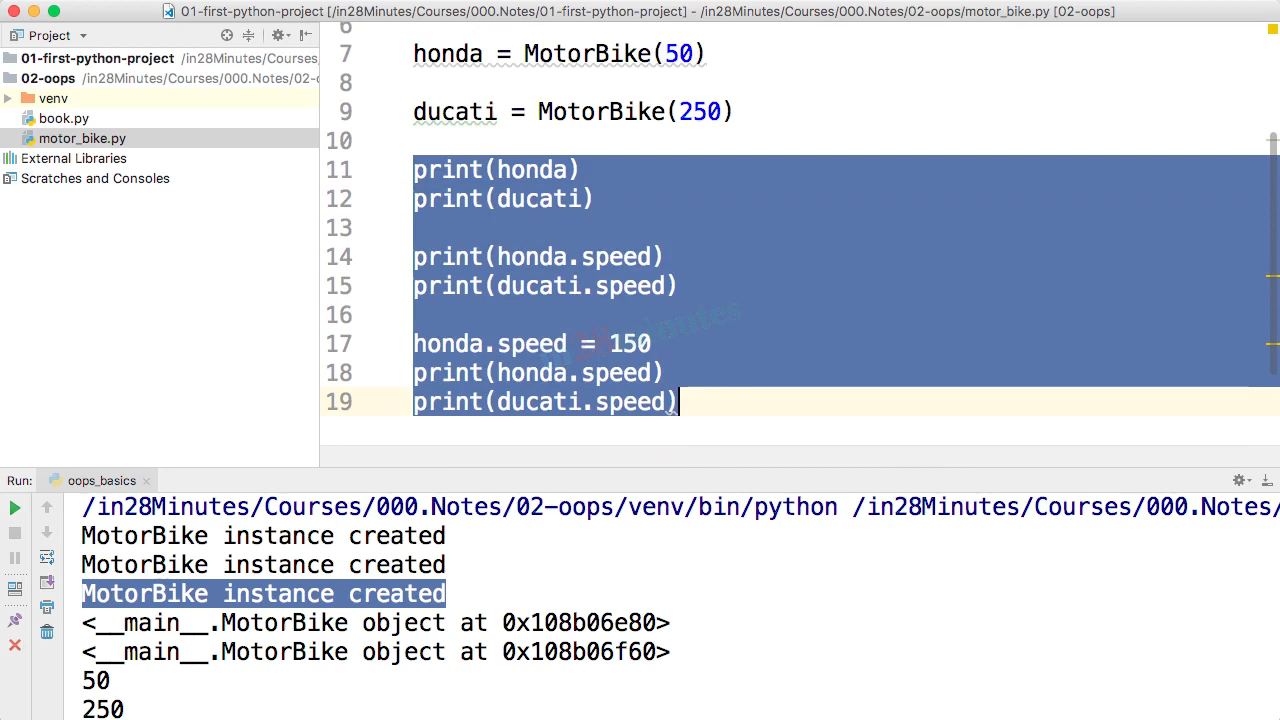 01-first-python-project [/in28Minutes/Courses/000.Notes/01-first-python-project] - /in28Minutes/Courses/000.Notes/02-oops/motor_bike.py [02-oops]
Project
01-first-python-project /in28Minutes/Courses,
02-oops /in28Minutes/Courses/000.Notes/02-o
venv
book.py
motor_bike.py
External Libraries
Scratches and Consoles
6
7 honda = MotorBike(50)
8
9 ducati = MotorBike(250)
10
11 print(honda)
12 print(ducati)
13
14 print(honda.speed)
15 print(ducati.speed)
16
17 honda.speed = 150
18 print(honda.speed)
19 print(ducati.speed)
in28minutes
Run: oops_basics
/in28Minutes/Courses/000.Notes/02-oops/venv/bin/python /in28Minutes/Courses/000.Notes/
MotorBike instance created
MotorBike instance created
MotorBike instance created
<__main__.MotorBike object at 0x108b06e80>
<__main__.MotorBike object at 0x108b06f60>
50
250